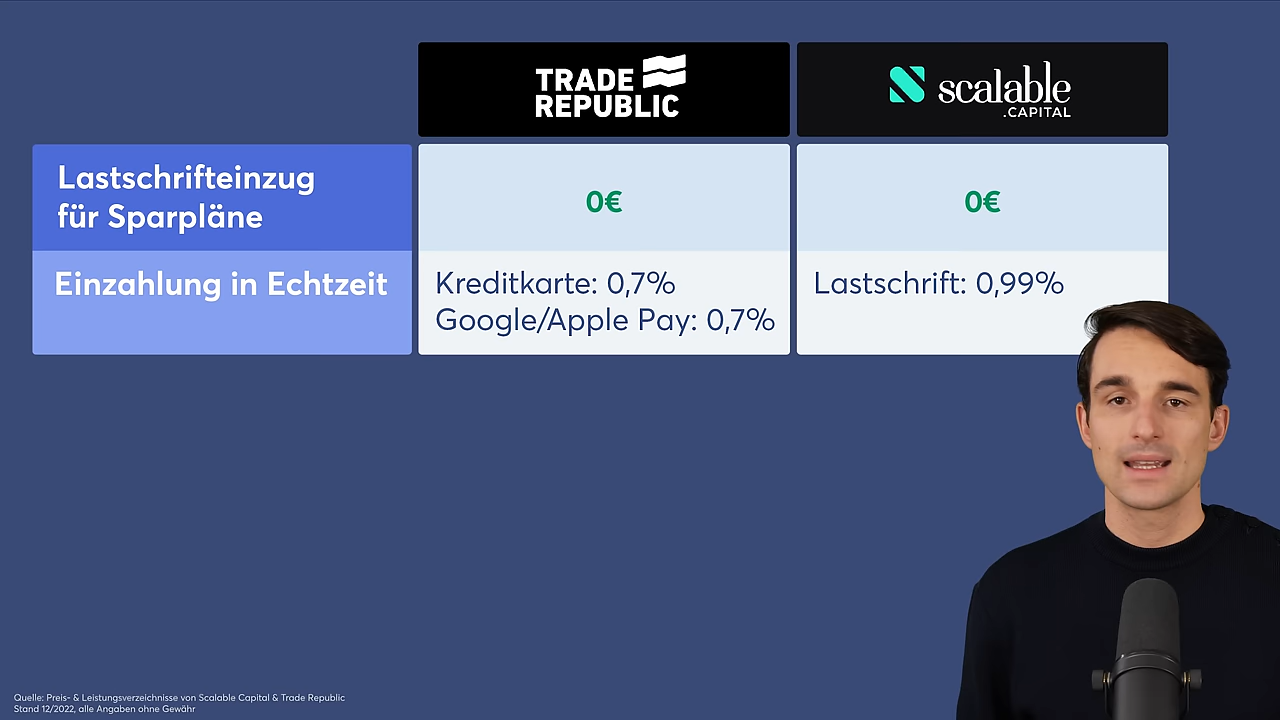 TRADE
REPUBLIC
scalable
.CAPITAL
Lastschrifteinzug
für Sparpläne
0€
0€
Einzahlung in Echtzeit
Kreditkarte: 0,7%
Google/Apple Pay: 0,7%
Lastschrift: 0,99%
Quelle: Preis- & Leistungsverzeichnisse von Scalable Capital & Trade Republic
Stand 12/2022, alle Angaben ohne Gewähr